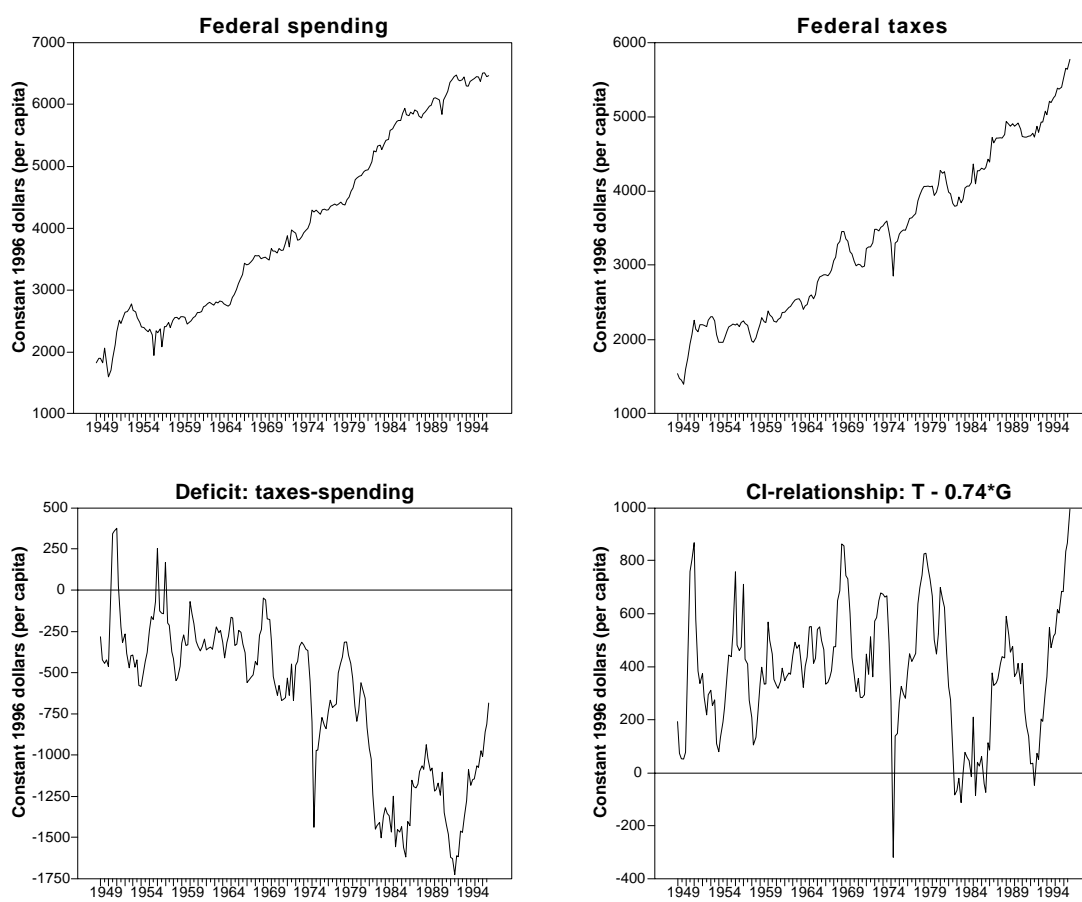 Federal spending
Constant 1996 dollars (per capita)
7000
6000
5000
4000
3000
2000
1000
1949 1954 1959 1964 1969 1974 1979 1984 1989 1994
Federal taxes
Constant 1996 dollars (per capita)
6000
5000
4000
3000
2000
1000
1949 1954 1959 1964 1969 1974 1979 1984 1989 1994
Deficit: taxes-spending
Constant 1996 dollars (per capita)
500
250
0
-250
-500
-750
-1000
-1250
-1500
-1750
1949 1954 1959 1964 1969 1974 1979 1984 1989 1994
CI-relationship: T - 0.74*G
Constant 1996 dollars (per capita)
1000
800
600
400
200
0
-200
-400
1949 1954 1959 1964 1969 1974 1979 1984 1989 1994